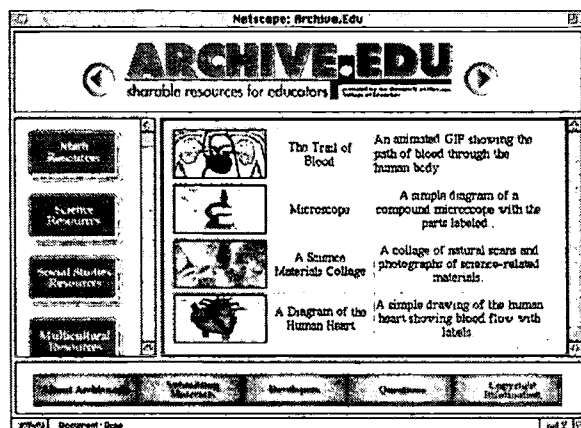 Netscape: Archive.Edu
ARCHIVE.EDU
sharable resources for educators
College of Education
Math
Resources
Science
Resources
Social Studies
Resources
Multicultural
Resources
The Trail of
Blood
An animated GIF showing the
path of blood through the
human body
Microscope
A simple diagram of a
compound microscope with the
parts labeled.
A Science
Materials Collage
A collage of natural scans and
photographs of science-related
materials.
A Diagram of the
Human Heart
A simple drawing of the human
heart showing blood flow with
labels
About Archive.Edu
Submitting
Materials
Developers
Questions
Copyright
Information
Document: Done